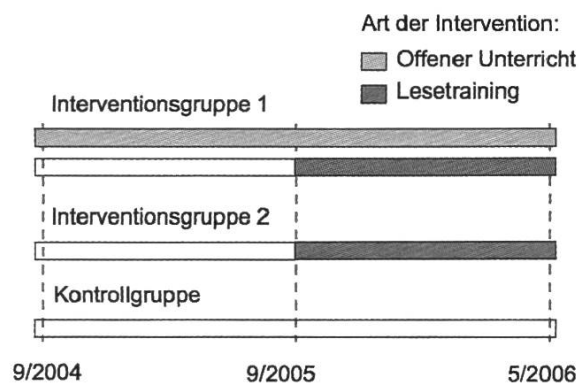 Art der Intervention:
Offener Unterricht
Lesetraining
Interventionsgruppe 1
Interventionsgruppe 2
Kontrollgruppe
9/2004 9/2005 5/2006